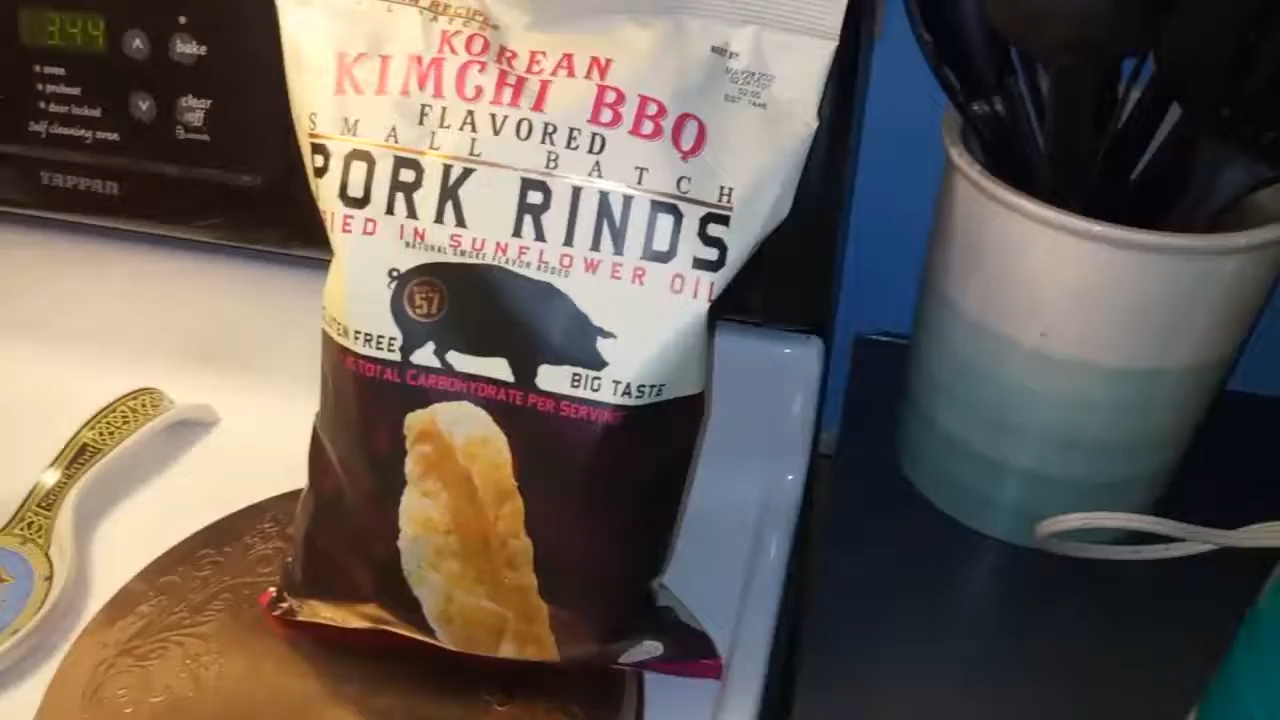 3:44
bake
oven
preheat
door locked
clear
off
Self cleaning oven
TAPPAN
KOREAN
KIMCHI BBQ
FLAVORED
SMALL BATCH
PORK RINDS
IED IN SUNFLOWER OIL
NATURAL SMOKE FLAVOR ADDED
57
TEN FREE
BIG TASTE
TOTAL CARBOHYDRATE PER SERVING